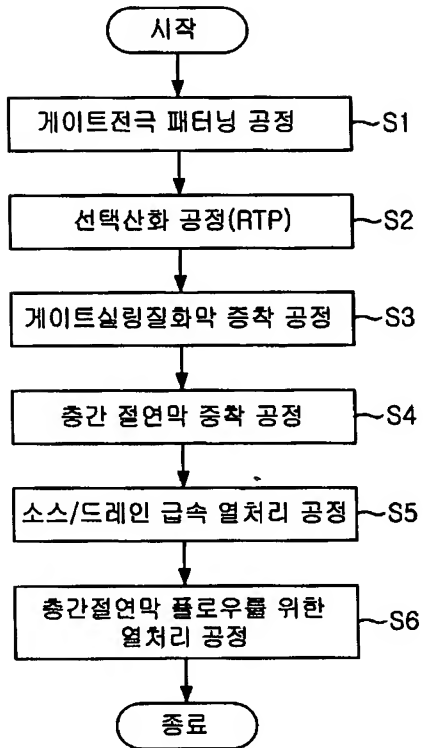 시작
게이트전극 패터닝 공정
S1
선택산화 공정(RTP)
S2
게이트실링질화막 증착 공정
S3
층간 절연막 증착 공정
S4
소스/드레인 급속 열처리 공정
S5
층간절연막 플로우를 위한
열처리 공정
S6
종료